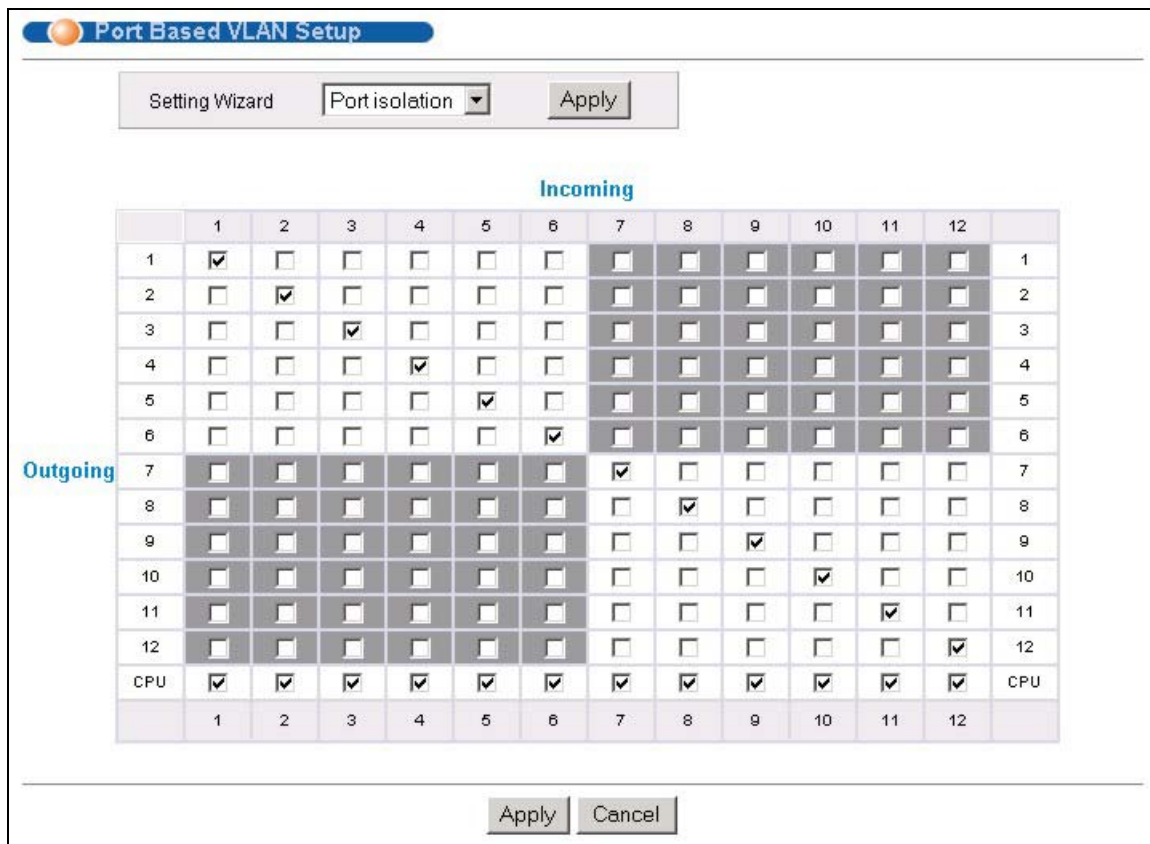 Port Based VLAN Setup
Setting Wizard Port isolation Apply
Incoming
1 2 3 4 5 6 7 8 9 10 11 12
1 1
2 2
3 3
4 4
5 5
6 6
Outgoing 7 7
8 8
9 9
10 10
11 11
12 12
CPU CPU
1 2 3 4 5 6 7 8 9 10 11 12
Apply Cancel